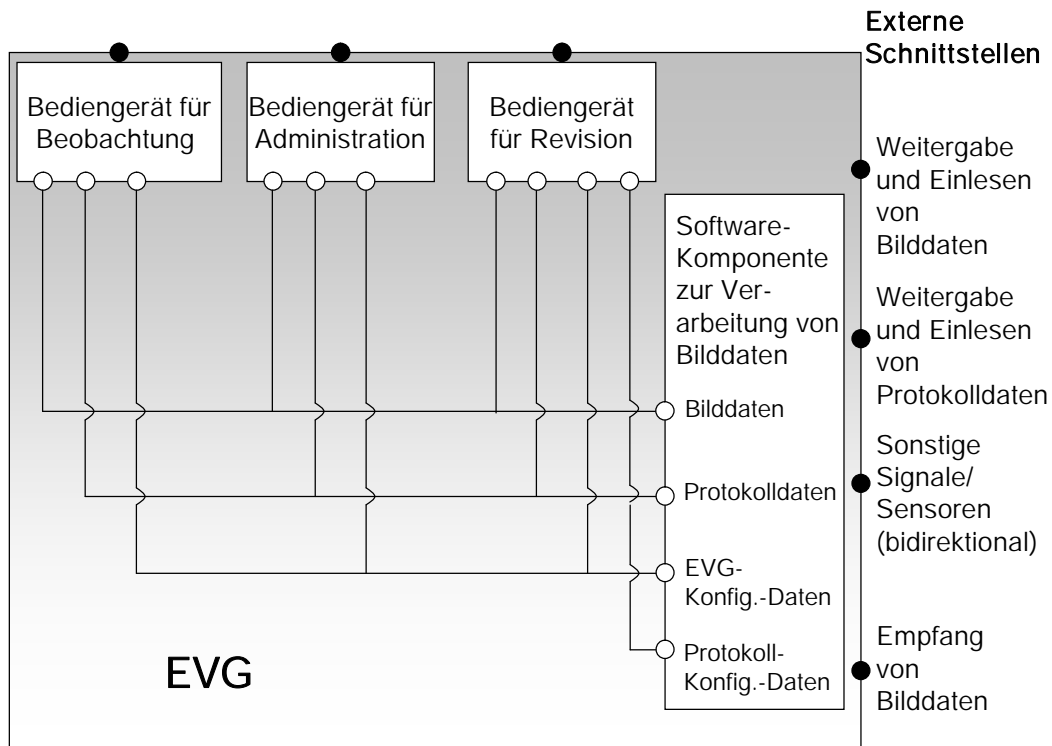 Externe
Schnittstellen
Bediengerät für
Beobachtung
Bediengerät für
Administration
Bediengerät
für Revision
Weitergabe
und Einlesen
von
Bilddaten
Software-
Komponente
zur Ver-
arbeitung von
Bilddaten
Weitergabe
und Einlesen
von
Protokolldaten
Bilddaten
Sonstige
Signale/
Sensoren
(bidirektional)
Protokolldaten
EVG-
Konfig.-Daten
Empfang
von
Bilddaten
Protokoll-
Konfig.-Daten
EVG